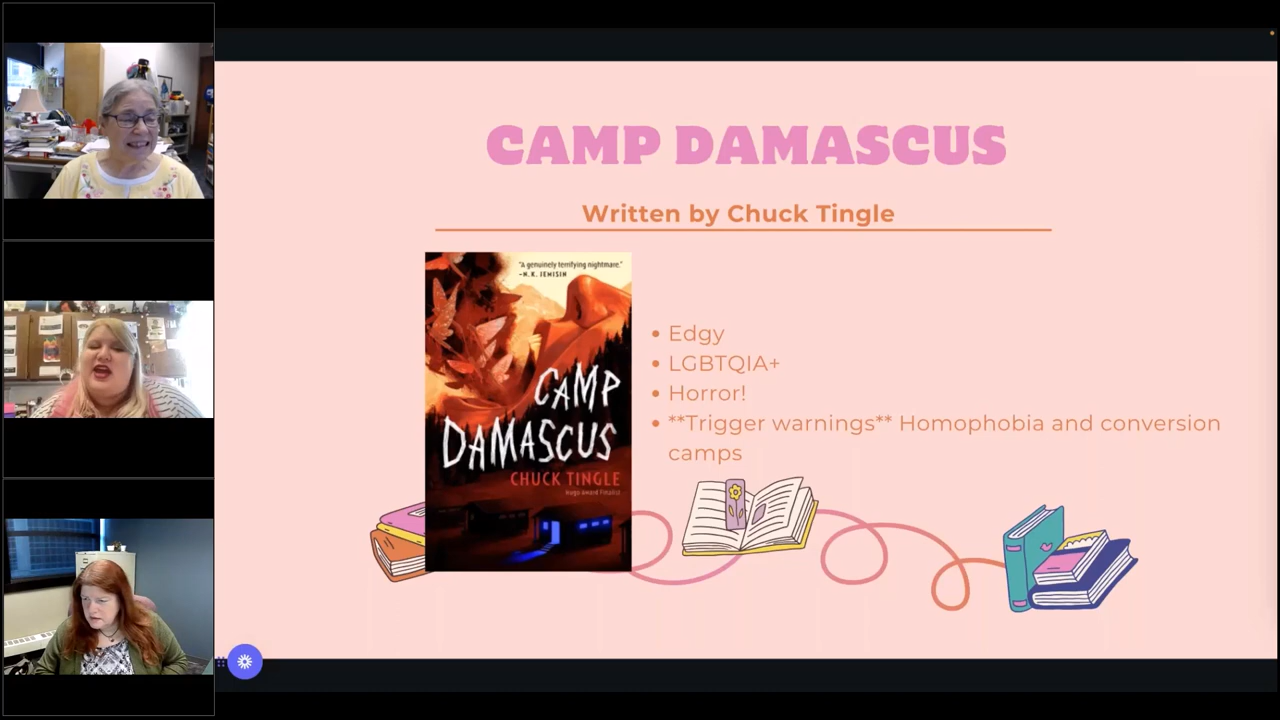 CAMP DAMASCUS
Written by Chuck Tingle
"A genuinely terrifying nightmare."
–N.K. JEMISIN
CAMP
DAMASCUS
CHUCK TINGLE
Hugo Award Finalist
• Edgy
• LGBTQIA+
• Horror!
• **Trigger warnings** Homophobia and conversion
camps